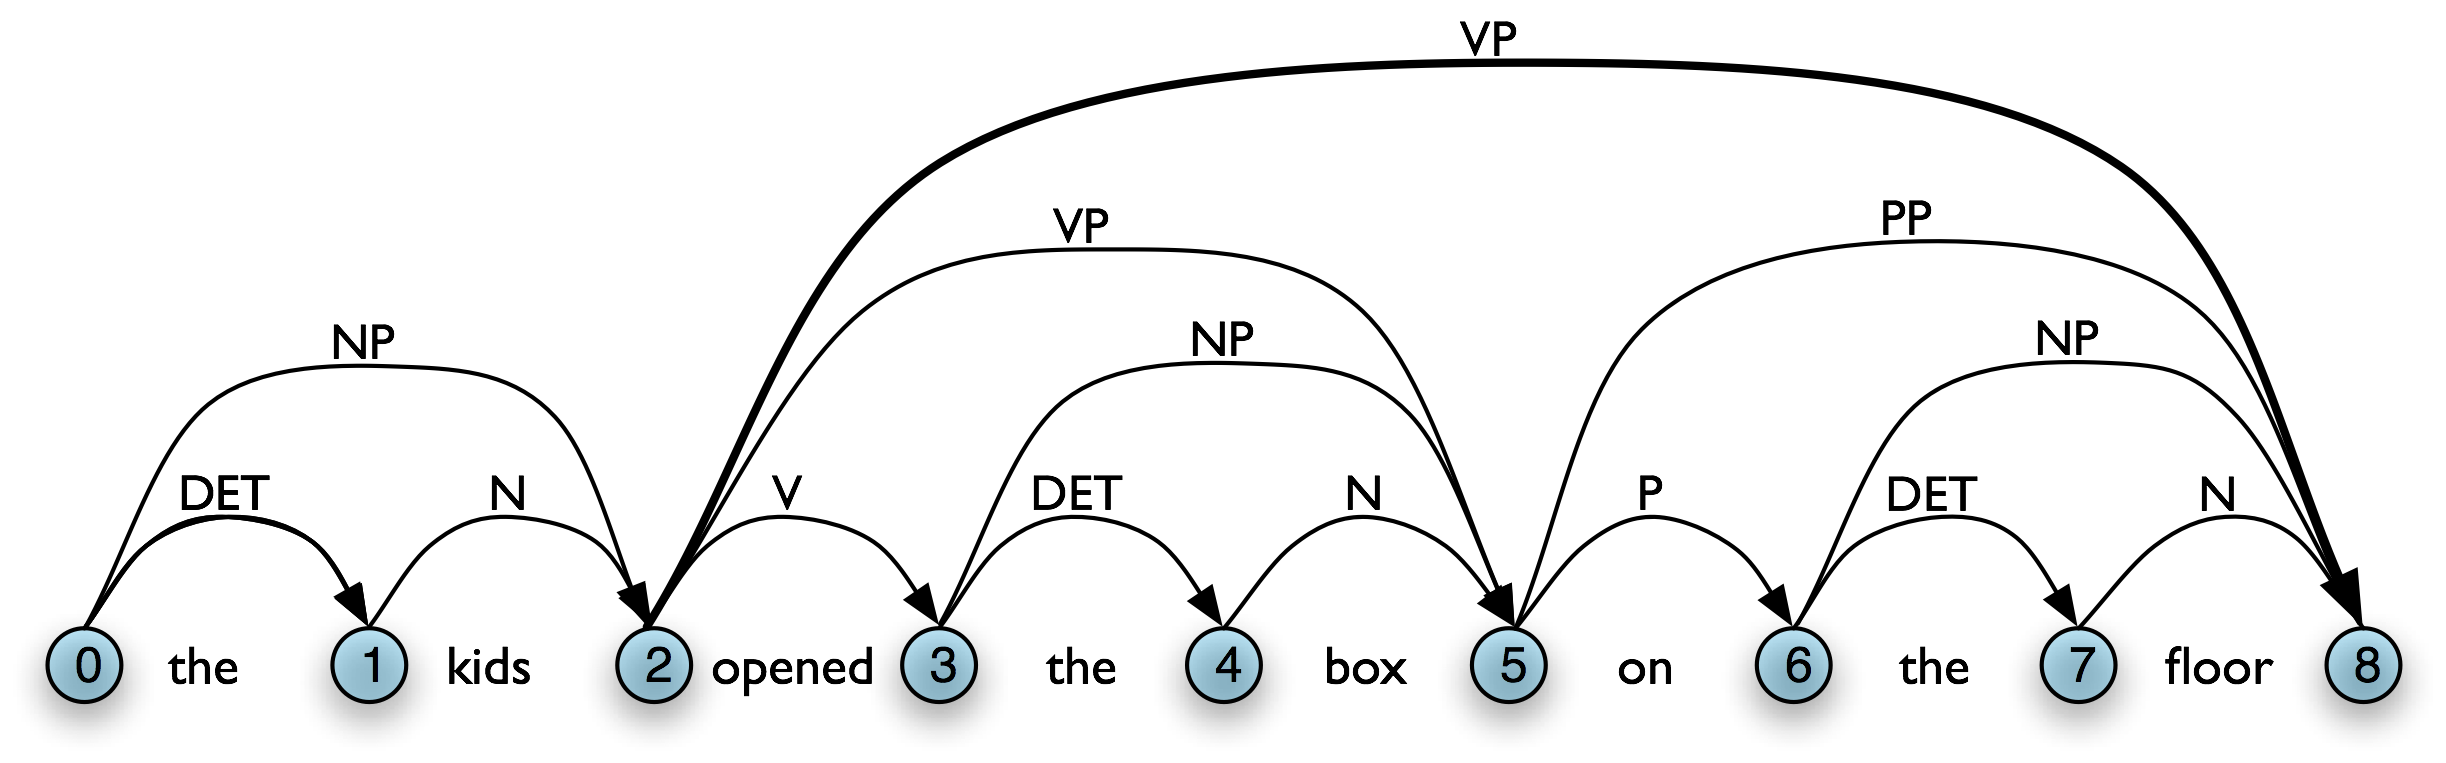 VP
VP PP
NP NP NP
DET N V DET N P DET N
0 the 1 kids 2 opened 3 the 4 box 5 on 6 the 7 floor 8